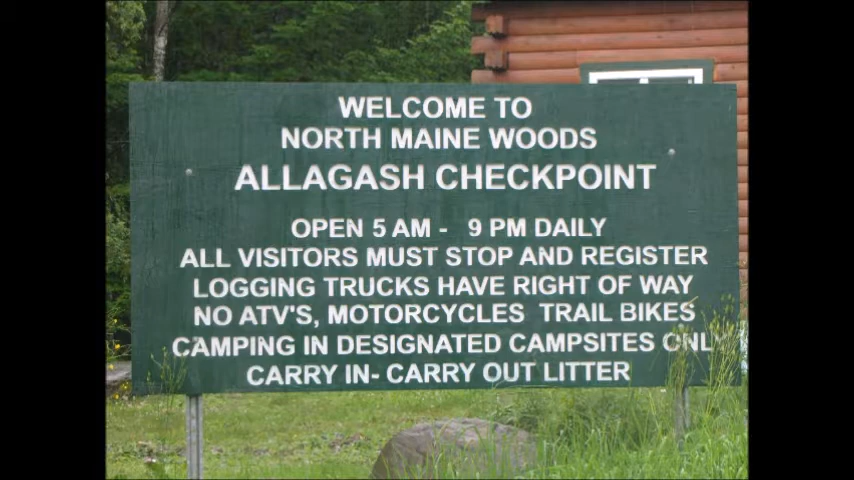 WELCOME TO
NORTH MAINE WOODS
ALLAGASH CHECKPOINT
OPEN 5 AM - 9 PM DAILY
ALL VISITORS MUST STOP AND REGISTER
LOGGING TRUCKS HAVE RIGHT OF WAY
NO ATV'S, MOTORCYCLES TRAIL BIKES
CAMPING IN DESIGNATED CAMPSITES ONLY
CARRY IN- CARRY OUT LITTER